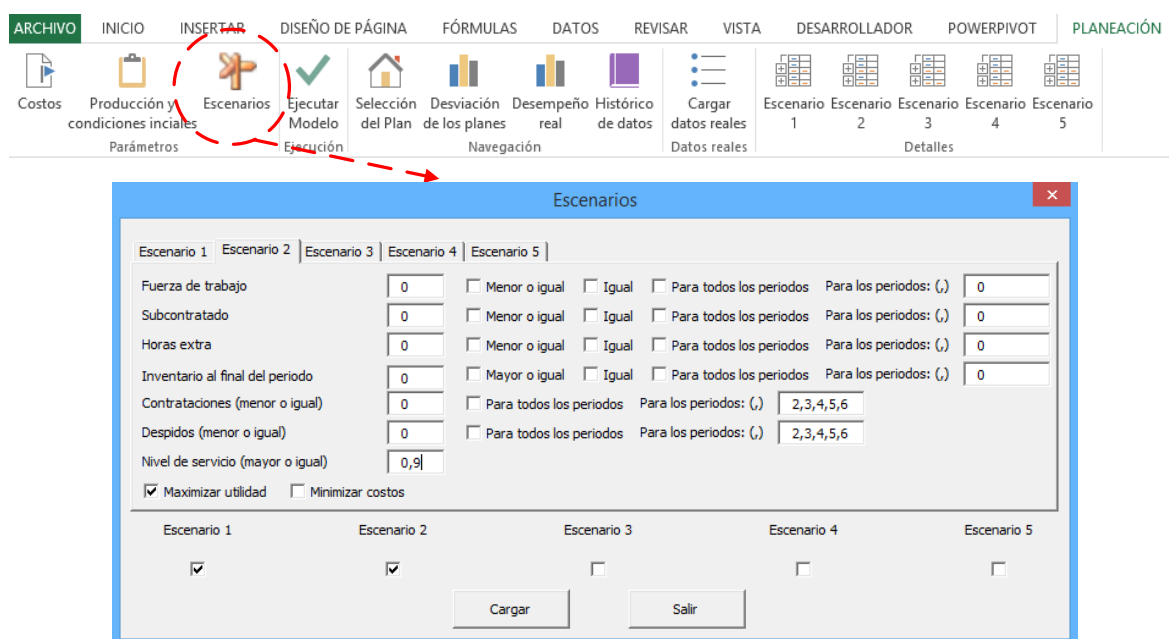 ARCHIVO INICIO INSERTAR DISEÑO DE PÁGINA FÓRMULAS DATOS REVISAR VISTA DESARROLLADOR POWERPIVOT PLANEACIÓN
Costos Producción y Escenarios Ejecutar Selección Desviación Desempeño Histórico Cargar Escenario Escenario Escenario Escenario Escenario
condiciones inciales Modelo del Plan de los planes real de datos datos reales 1 2 3 4 5
Parámetros Ejecución Navegación Datos reales Detalles
Escenarios
Escenario 1 Escenario 2 Escenario 3 Escenario 4 Escenario 5
Fuerza de trabajo 0 Menor o igual Igual Para todos los periodos Para los periodos: (,) 0
Subcontratado 0 Menor o igual Igual Para todos los periodos Para los periodos: (,) 0
Horas extra 0 Menor o igual Igual Para todos los periodos Para los periodos: (,) 0
Inventario al final del periodo 0 Mayor o igual Igual Para todos los periodos Para los periodos: (,) 0
Contrataciones (menor o igual) 0 Para todos los periodos Para los periodos: (,) 2,3,4,5,6
Despidos (menor o igual) 0 Para todos los periodos Para los periodos: (,) 2,3,4,5,6
Nivel de servicio (mayor o igual) 0,9
Maximizar utilidad Minimizar costos
Escenario 1 Escenario 2 Escenario 3 Escenario 4 Escenario 5
Cargar Salir